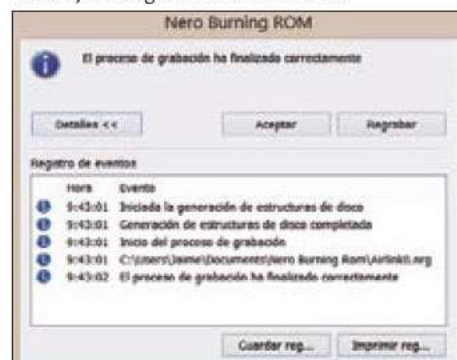 Nero Burning ROM
El proceso de grabación ha finalizado correctamente
Detalles <<
Aceptar
Regrabar
Registro de eventos
Hora Evento
9:43:01 Iniciada la generación de estructuras de disco
9:43:01 Generación de estructuras de disco completada
9:43:01 Inicio del proceso de grabación
9:43:01 C:\Users\Jaime\Documents\Nero Burning Rom\Airlink0.nrg
9:43:02 El proceso de grabación ha finalizado correctamente
Guardar reg...
Imprimir reg...